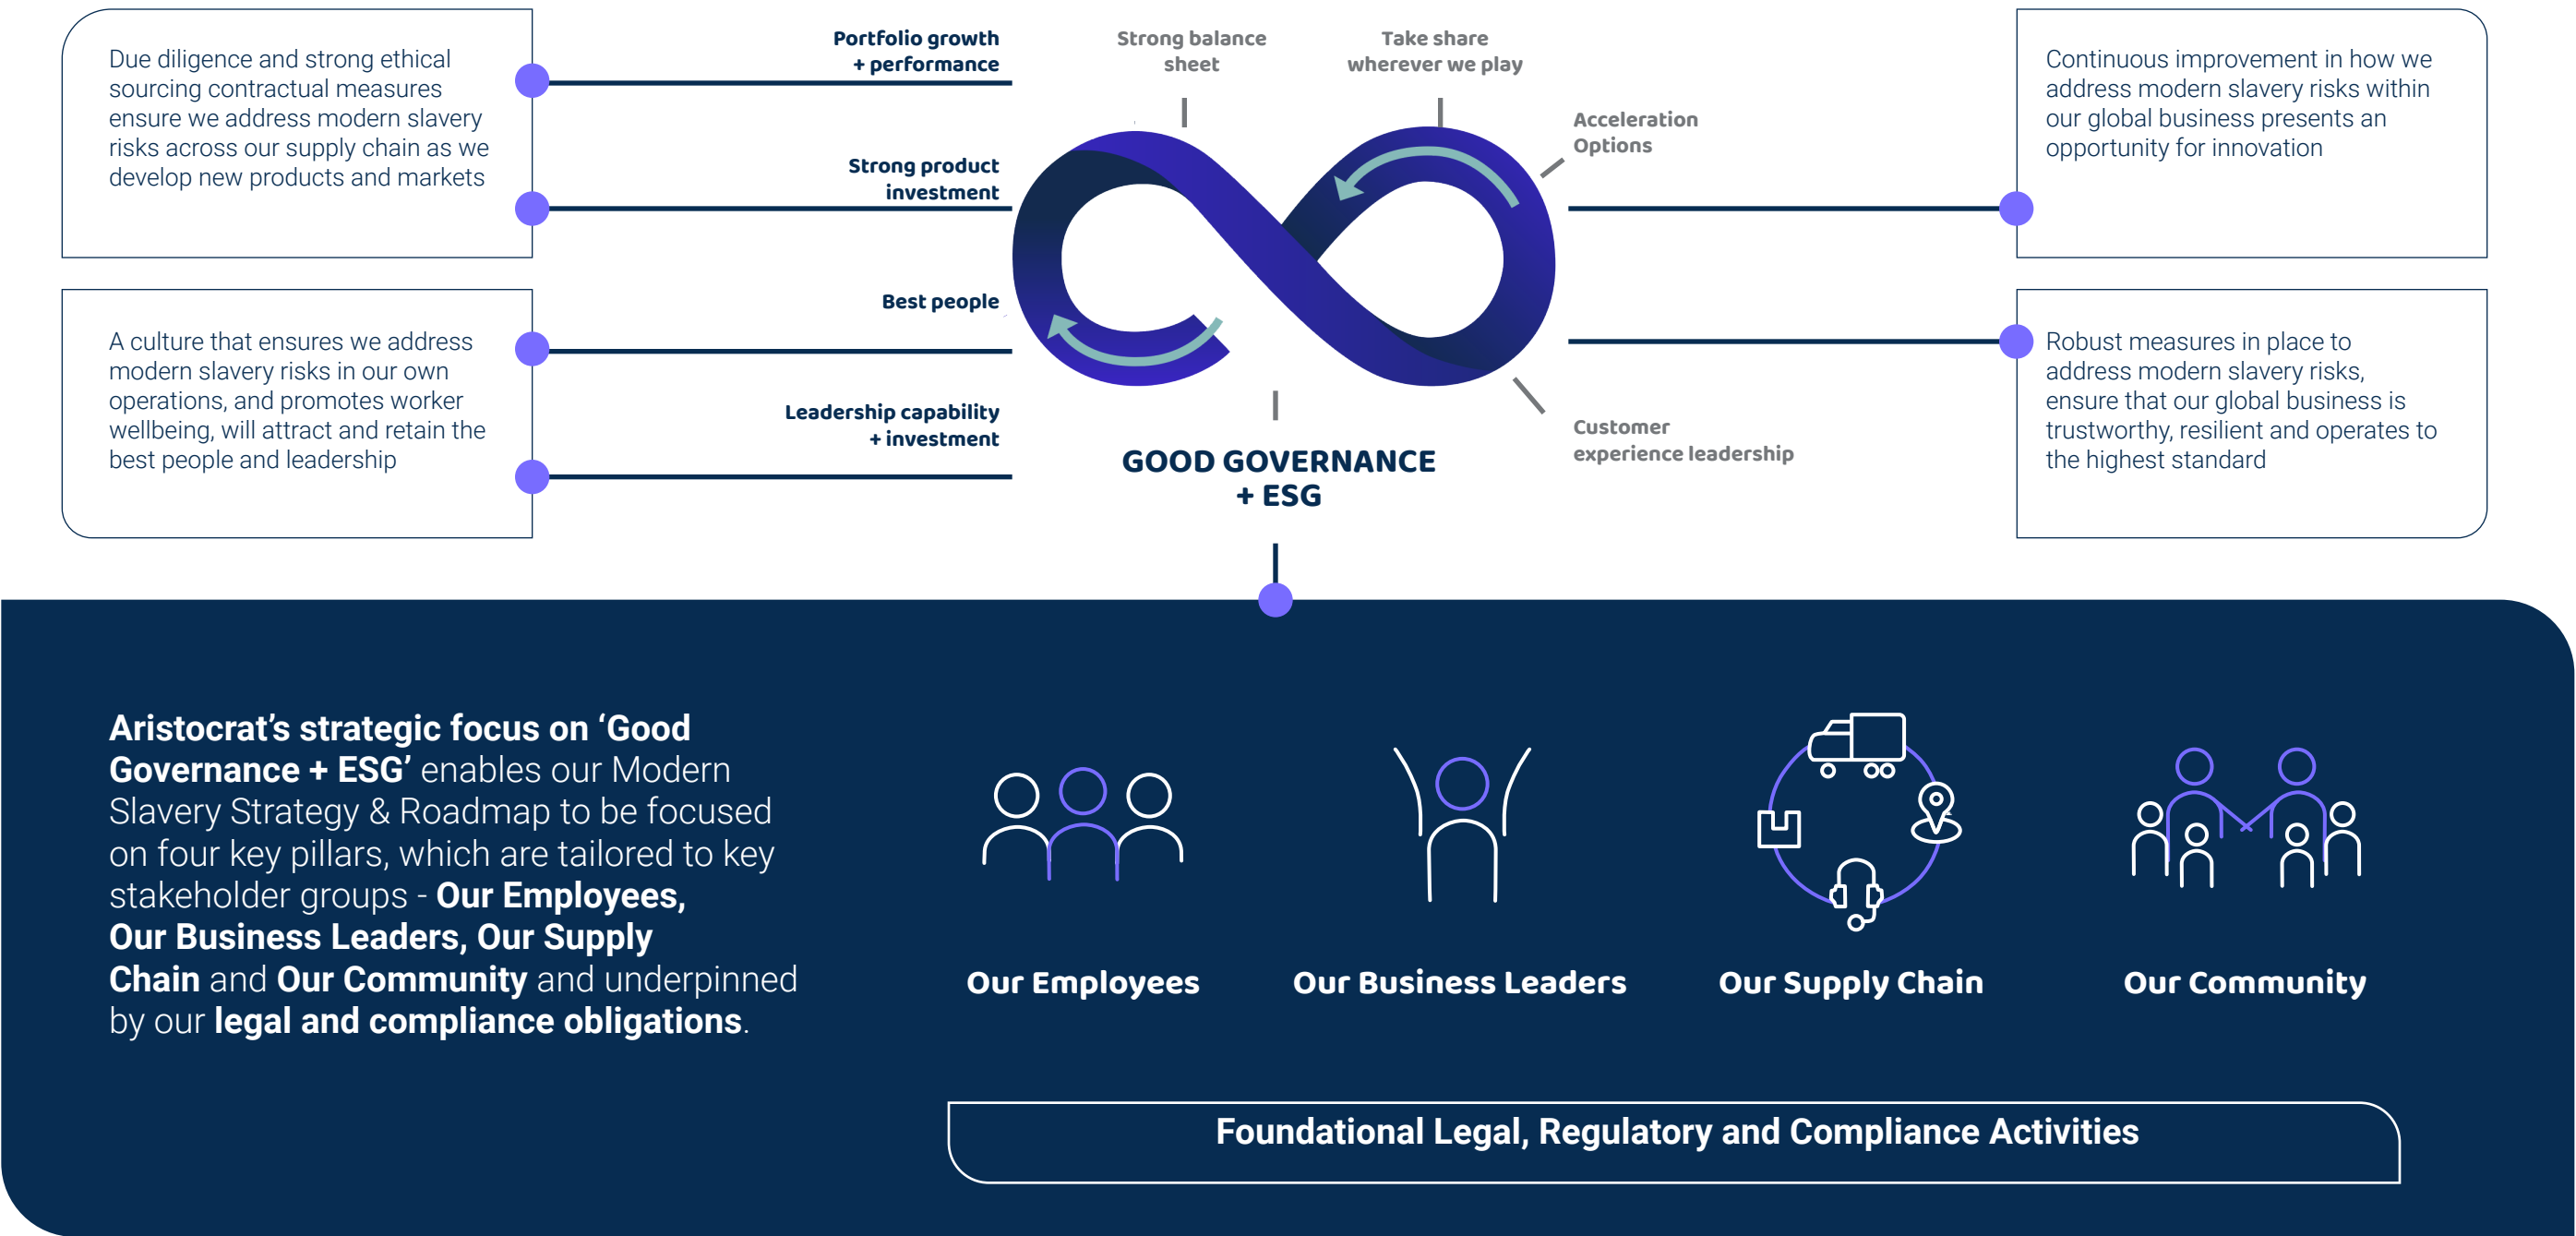 Due diligence and strong ethical
sourcing contractual measures
ensure we address modern slavery
risks across our supply chain as we
develop new products and markets
A culture that ensures we address
modern slavery risks in our own
operations, and promotes worker
wellbeing, will attract and retain the
best people and leadership
Portfolio growth
+ performance
Strong product
investment
Best people
Leadership capability
+ investment
Strong balance
sheet
Take share
wherever we play
Acceleration
Options
Customer
experience leadership
GOOD GOVERNANCE
+ ESG
Continuous improvement in how we
address modern slavery risks within
our global business presents an
opportunity for innovation
Robust measures in place to
address modern slavery risks,
ensure that our global business is
trustworthy, resilient and operates to
the highest standard
Aristocrat’s strategic focus on ‘Good
Governance + ESG’ enables our Modern
Slavery Strategy & Roadmap to be focused
on four key pillars, which are tailored to key
stakeholder groups - Our Employees,
Our Business Leaders, Our Supply
Chain and Our Community and underpinned
by our legal and compliance obligations.
Our Employees
Our Business Leaders
Our Supply Chain
Our Community
Foundational Legal, Regulatory and Compliance Activities